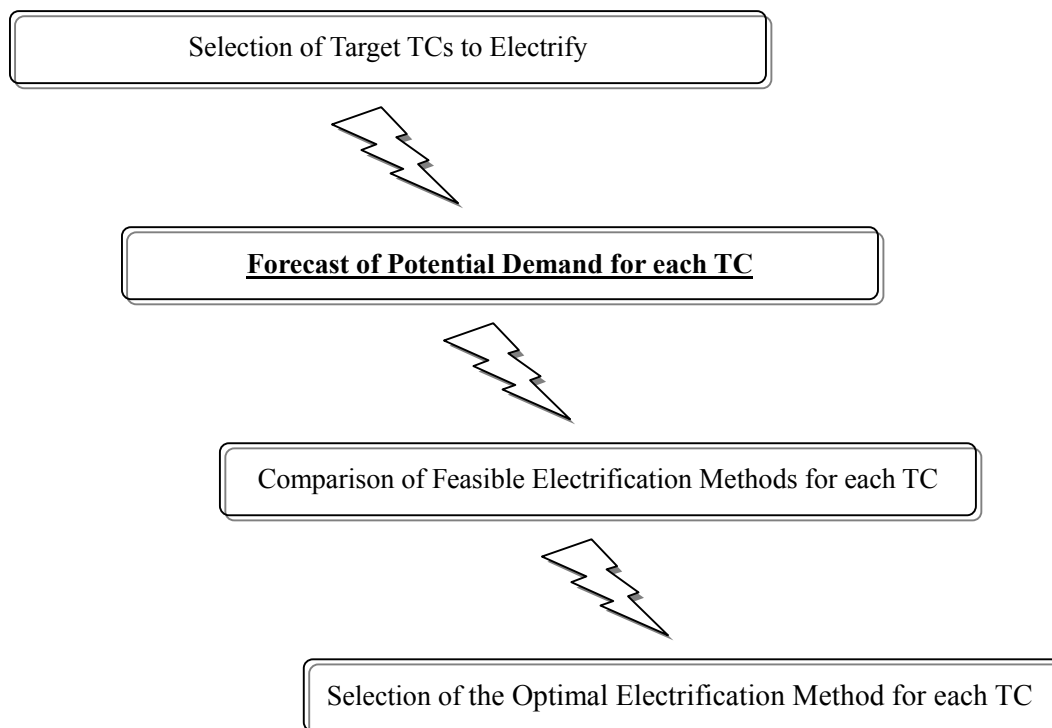 Selection of Target TCs to Electrify
Forecast of Potential Demand for each TC
Comparison of Feasible Electrification Methods for each TC
Selection of the Optimal Electrification Method for each TC